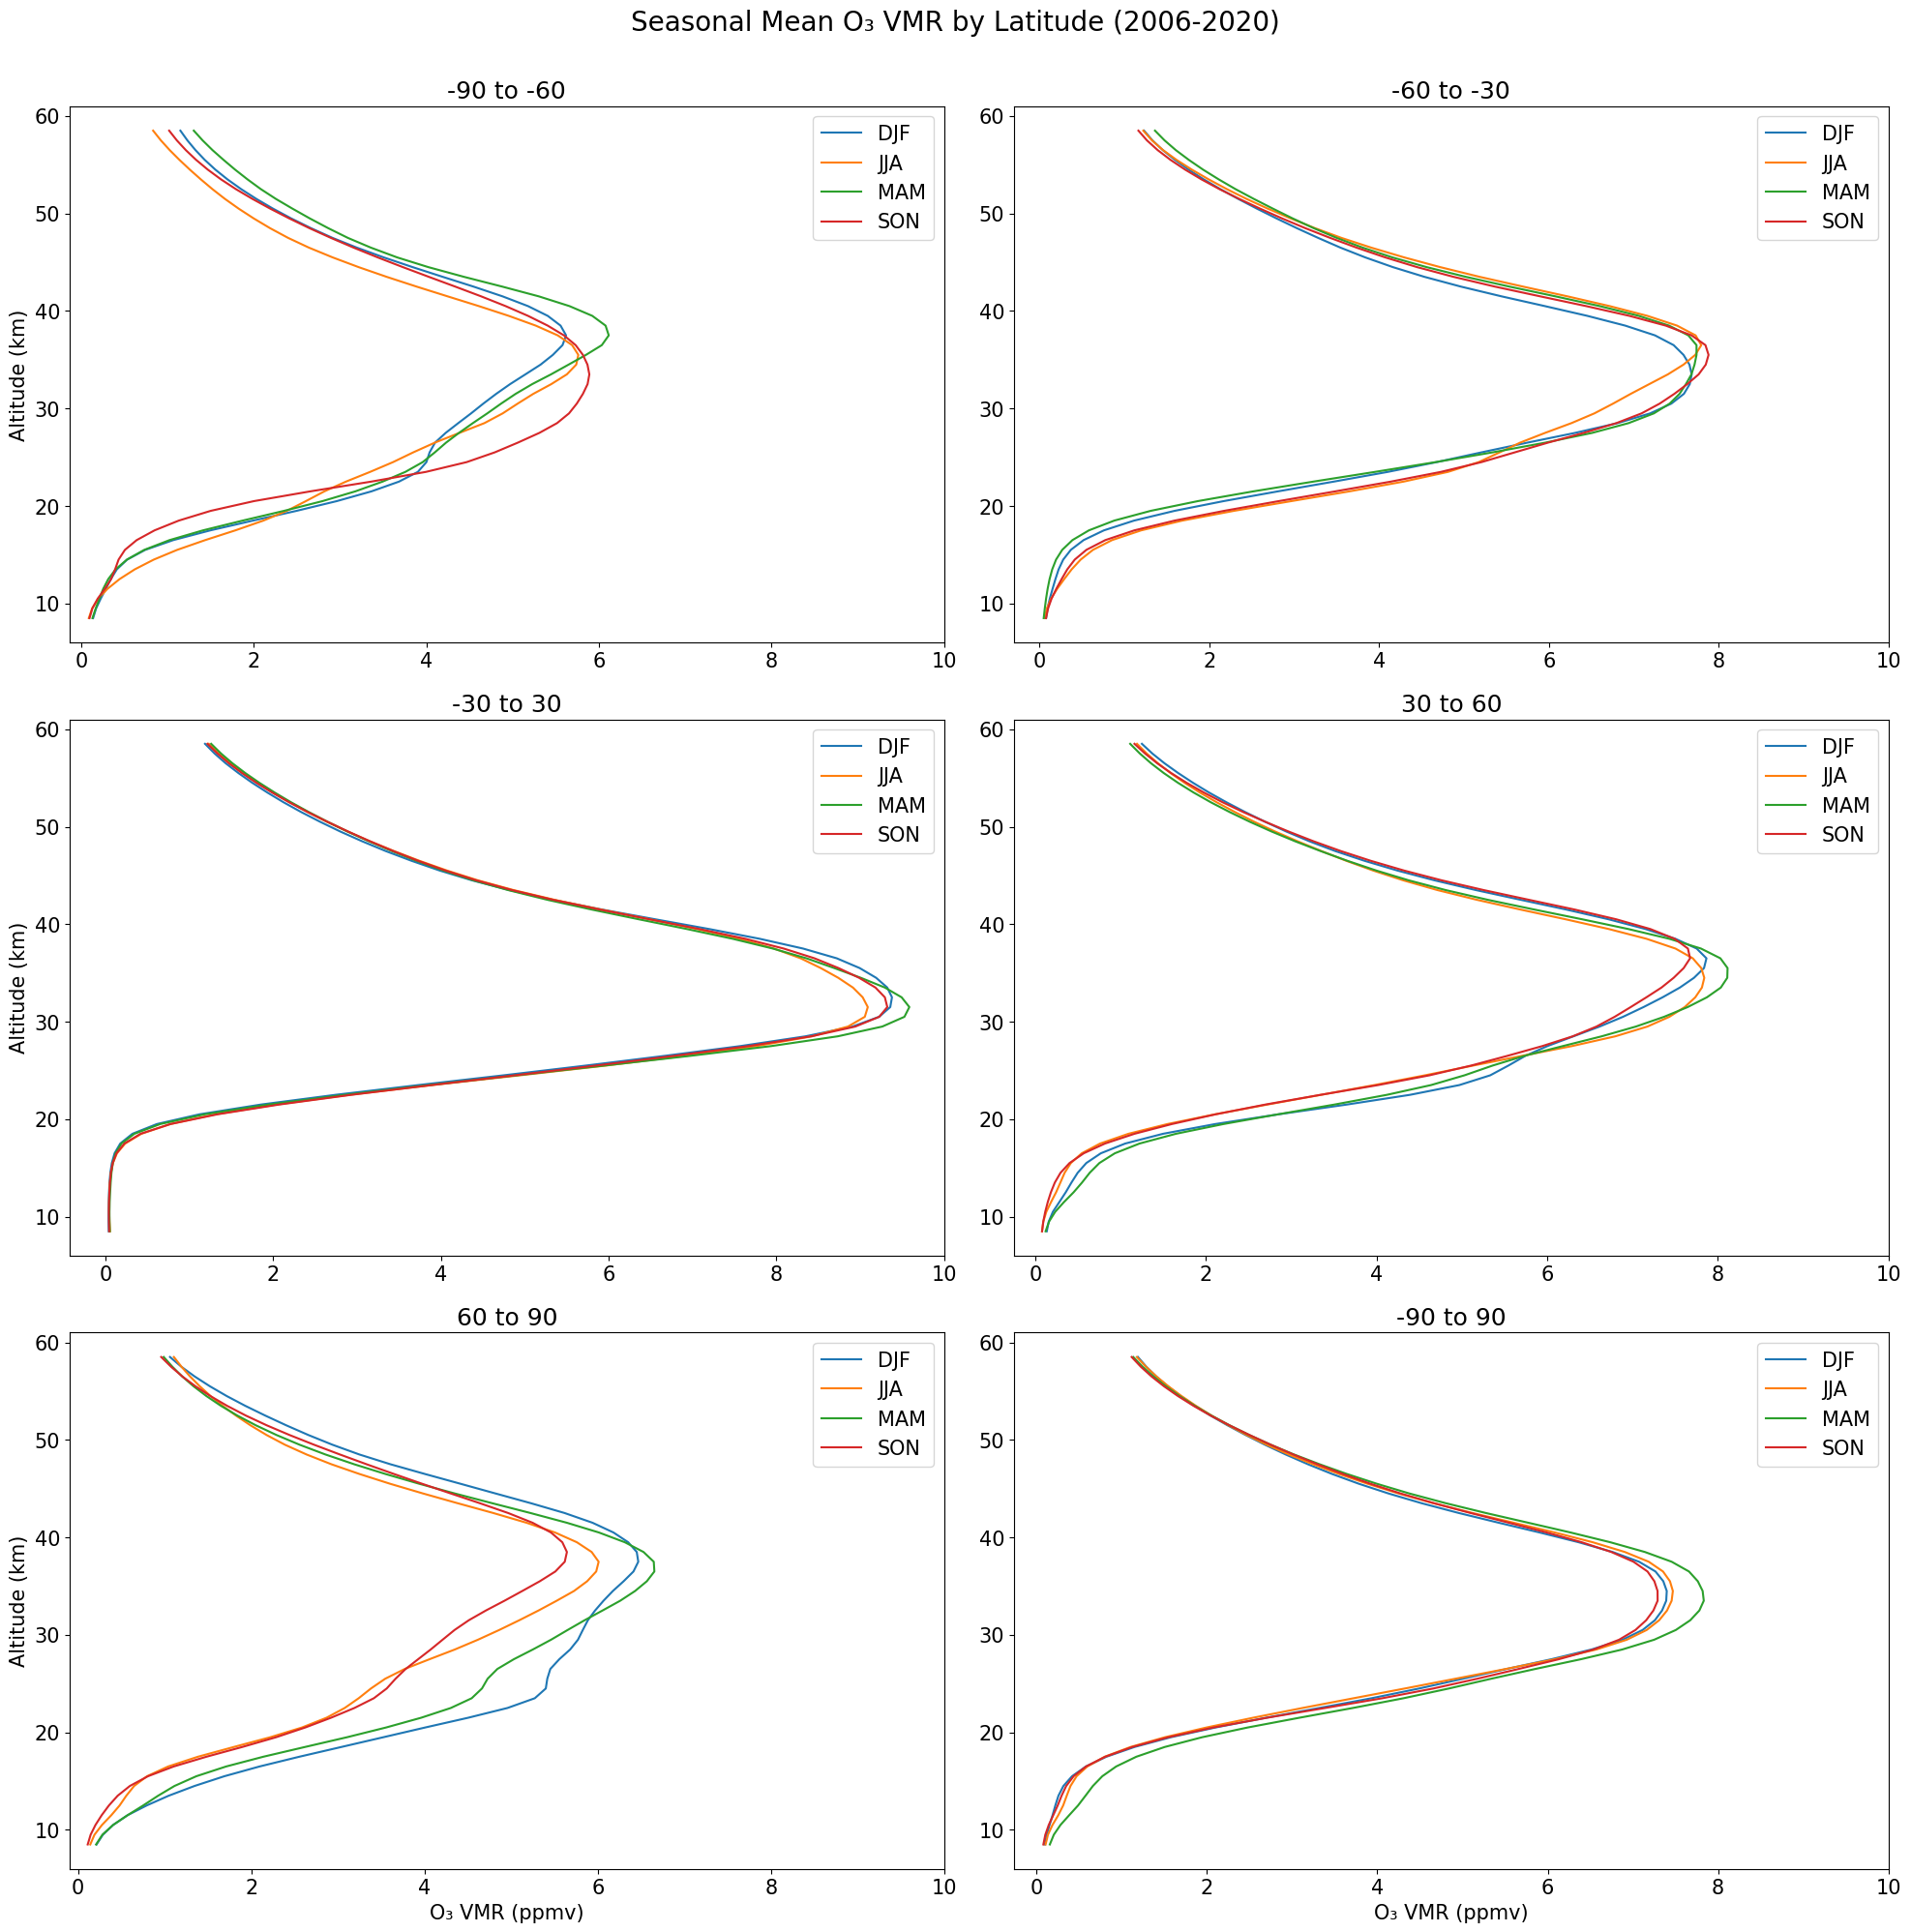 Seasonal Mean O₃ VMR by Latitude (2006-2020)
-90 to -60
60
50
40
30
20
10
Altitude (km)
0 2 4 6 8 10
DJF
JJA
MAM
SON
-60 to -30
60
50
40
30
20
10
0 2 4 6 8 10
DJF
JJA
MAM
SON
-30 to 30
60
50
40
30
20
10
Altitude (km)
0 2 4 6 8 10
DJF
JJA
MAM
SON
30 to 60
60
50
40
30
20
10
0 2 4 6 8 10
DJF
JJA
MAM
SON
60 to 90
60
50
40
30
20
10
Altitude (km)
0 2 4 6 8 10
O₃ VMR (ppmv)
DJF
JJA
MAM
SON
-90 to 90
60
50
40
30
20
10
0 2 4 6 8 10
O₃ VMR (ppmv)
DJF
JJA
MAM
SON